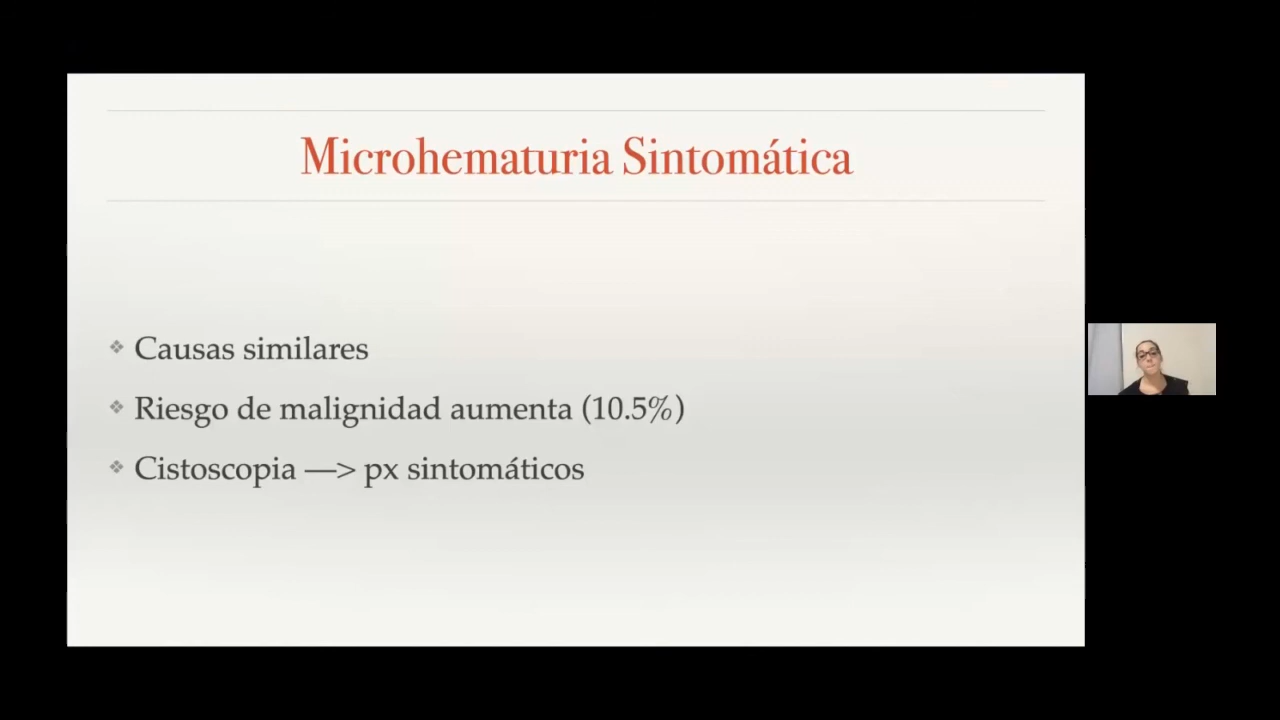 Microhematuria Sintomática
❖ Causas similares
❖ Riesgo de malignidad aumenta (10.5%)
❖ Cistoscopia —> px sintomáticos